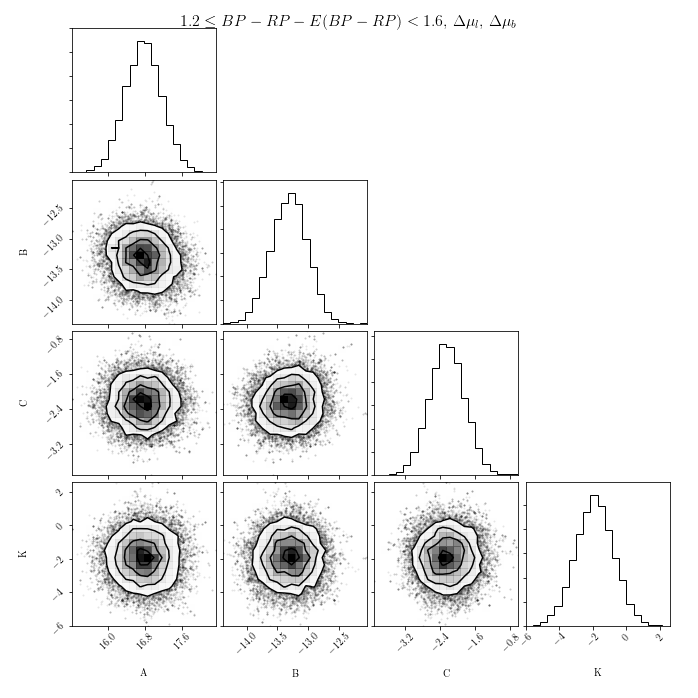 1.2 ≤ BP − RP − E(BP − RP) < 1.6, Δμ_l, Δμ_b
B
−12.5
−13.0
−13.5
−14.0
C
−0.8
−1.6
−2.4
−3.2
K
2
0
−2
−4
−6
16.0 16.8 17.6 −14.0 −13.5 −13.0 −12.5 −3.2 −2.4 −1.6 −0.8 −6 −4 −2 0 2
A B C K